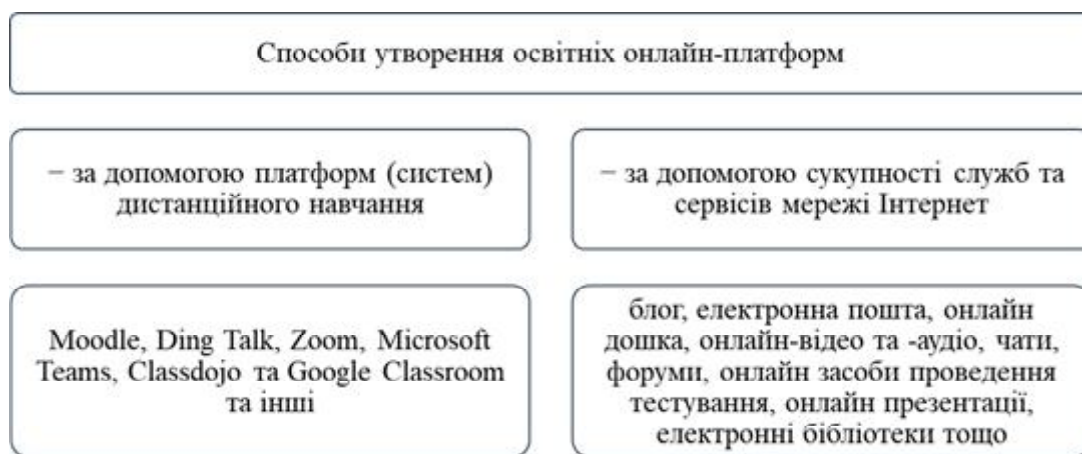 Способи утворення освітніх онлайн-платформ
− за допомогою платформ (систем)
дистанційного навчання
− за допомогою сукупності служб та
сервісів мережі Інтернет
Moodle, Ding Talk, Zoom, Microsoft
Teams, Classdojo та Google Classroom
та інші
блог, електронна пошта, онлайн
дошка, онлайн-відео та -аудіо, чати,
форуми, онлайн засоби проведення
тестування, онлайн презентації,
електронні бібліотеки тощо